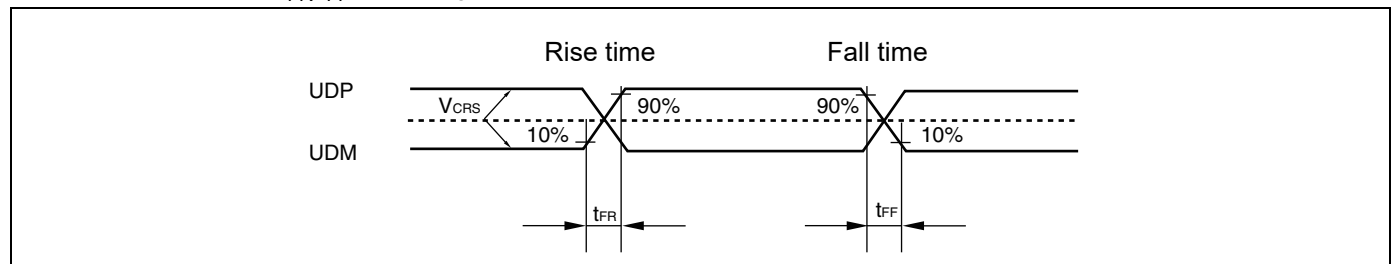 Rise time Fall time
UDP
VCRS 90% 90%
10% 10%
UDM
tFR tFF